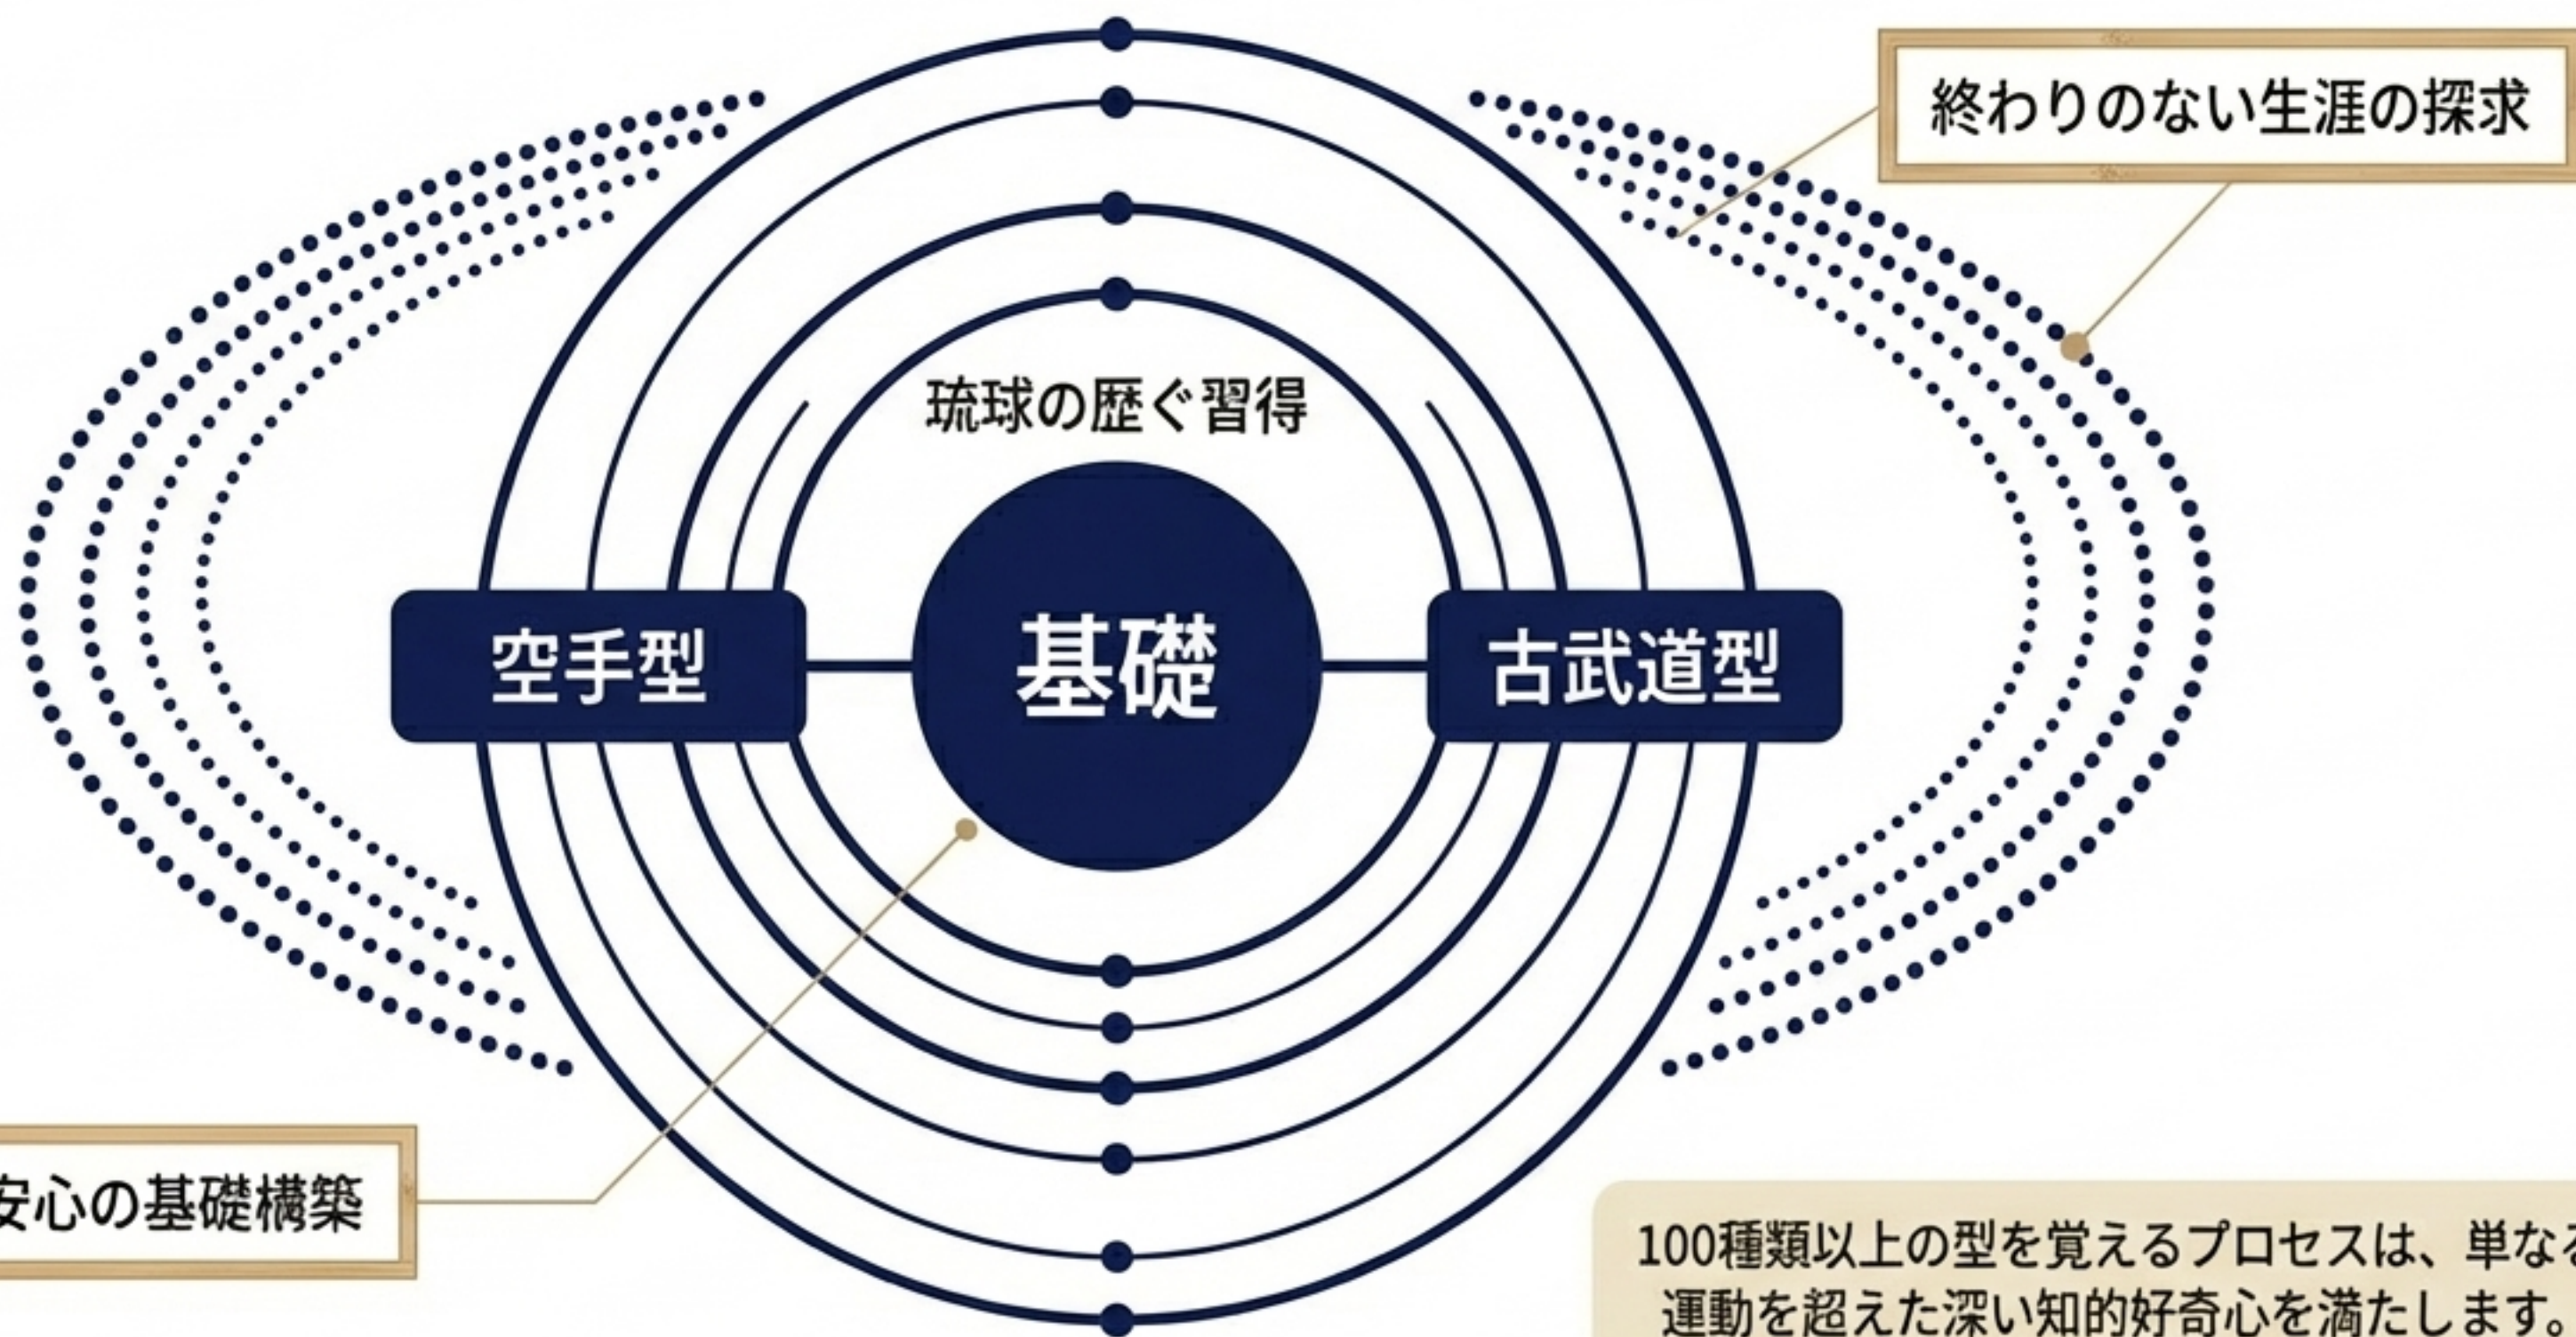 終わりのない生涯の探求
琉球の歴ぐ習得
空手型
基礎
古武道型
安心の基礎構築
100種類以上の型を覚えるプロセスは、単なる
運動を超えた深い知的好奇心を満たします。